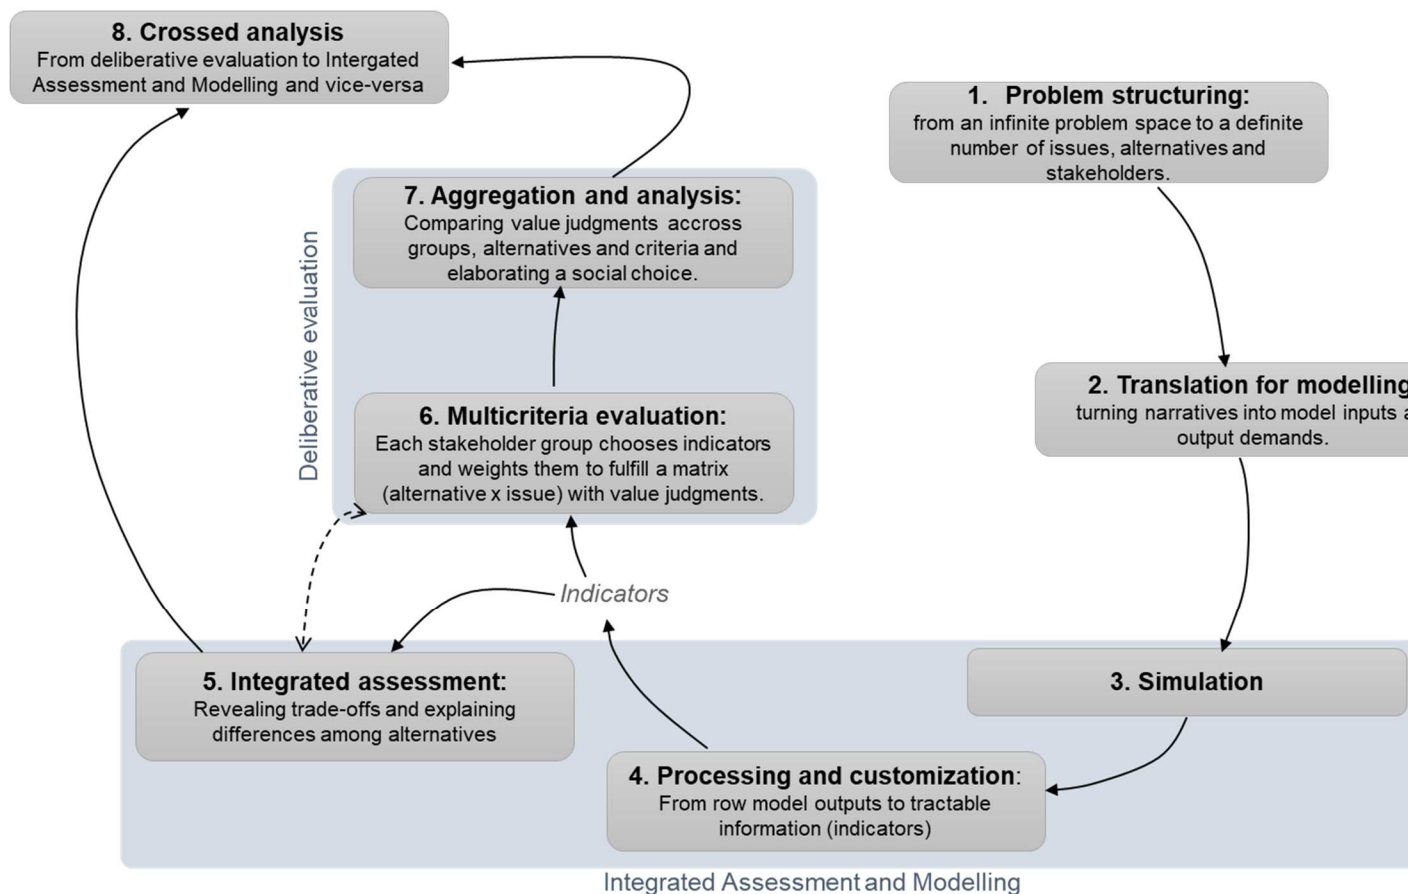 8. Crossed analysis
From deliberative evaluation to Intergated
Assessment and Modelling and vice-versa
1. Problem structuring:
from an infinite problem space to a definite
number of issues, alternatives and
stakeholders.
7. Aggregation and analysis:
Comparing value judgments accross
groups, alternatives and criteria and
elaborating a social choice.
Deliberative evaluation
2. Translation for modelling
turning narratives into model inputs
output demands.
6. Multicriteria evaluation:
Each stakeholder group chooses indicators
and weights them to fulfill a matrix
(alternative x issue) with value judgments.
Indicators
5. Integrated assessment:
Revealing trade-offs and explaining
differences among alternatives
3. Simulation
4. Processing and customization:
From row model outputs to tractable
information (indicators)
Integrated Assessment and Modelling